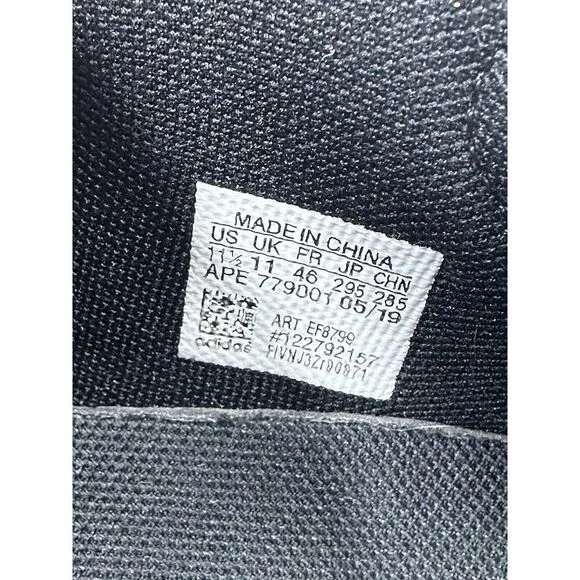 MADE IN CHINA
US UK FR JP CHN
11½ 11 46 295 285
APE 779001 05/19
ART EF8799
#122792157
adidas